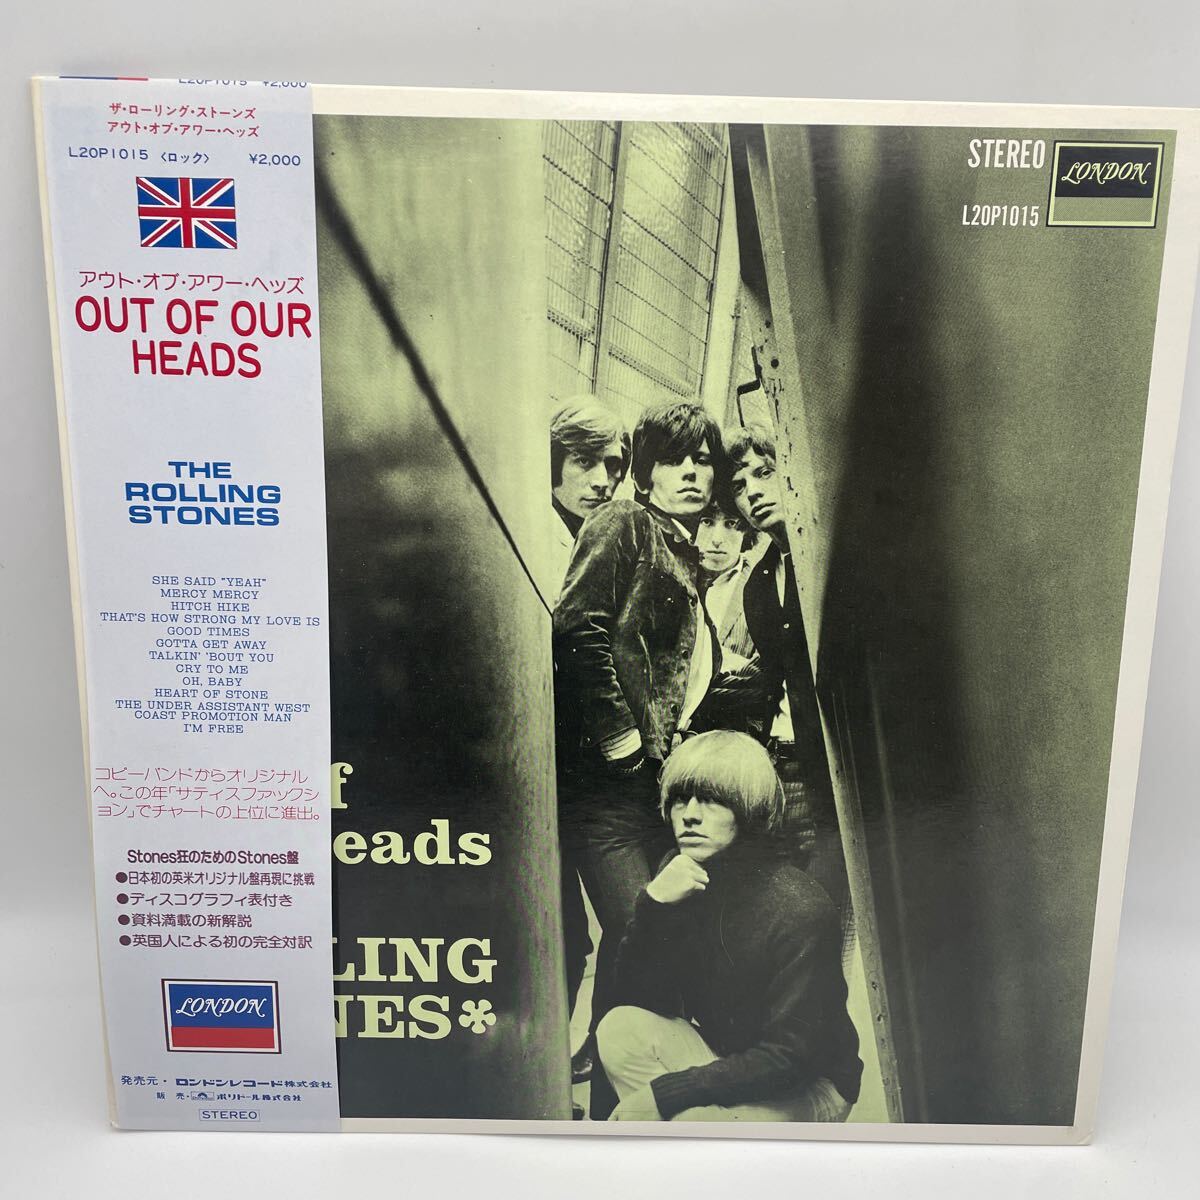 L20P1015 ¥2,000
ザ・ローリング・ストーンズ
アウト・オブ・アワー・ヘッズ
L20P1015 〈ロック〉 ¥2,000
アウト・オブ・アワー・ヘッズ
OUT OF OUR
HEADS
THE
ROLLING
STONES
SHE SAID "YEAH"
MERCY MERCY
HITCH HIKE
THAT'S HOW STRONG MY LOVE IS
GOOD TIMES
GOTTA GET AWAY
TALKIN' 'BOUT YOU
CRY TO ME
OH, BABY
HEART OF STONE
THE UNDER ASSISTANT WEST
COAST PROMOTION MAN
I'M FREE
コピーバンドからオリジナル
へ。この年「サティスファックシ
ョン」でチャートの上位に進出。
Stones狂のためのStones盤
●日本初の英米オリジナル盤再現に挑戦
●ディスコグラフィ表付き
●資料満載の新解説
●英国人による初の完全対訳
LONDON
発売元・ロンドンレコード株式会社
販売・ポリドール株式会社
STEREO
STEREO
LONDON
L20P1015
f
eads
LING
NES*